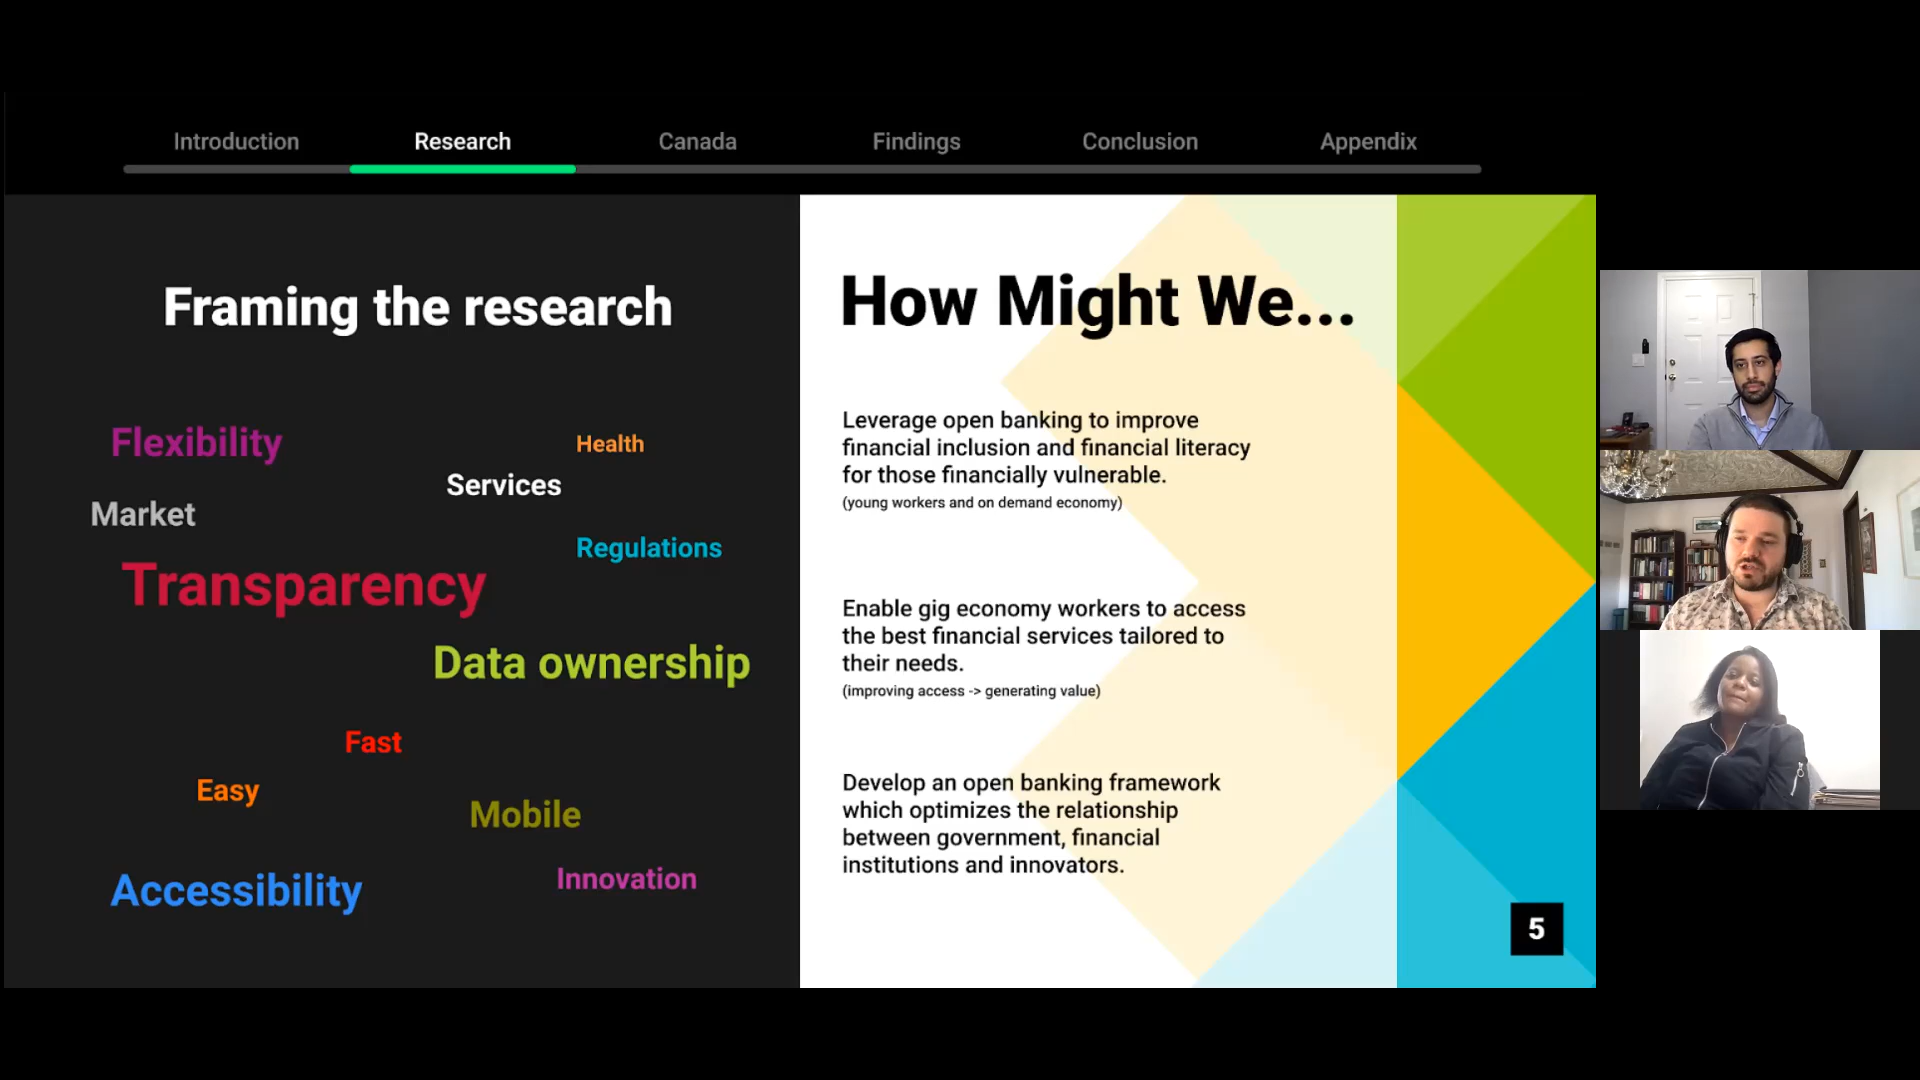 Introduction
Research
Canada
Findings
Conclusion
Appendix
Framing the research
Flexibility
Health
Services
Market
Regulations
Transparency
Data ownership
Fast
Easy
Mobile
Accessibility
Innovation
How Might We...
Leverage open banking to improve
financial inclusion and financial literacy
for those financially vulnerable.
(young workers and on demand economy)
Enable gig economy workers to access
the best financial services tailored to
their needs.
(improving access -> generating value)
Develop an open banking framework
which optimizes the relationship
between government, financial
institutions and innovators.
5